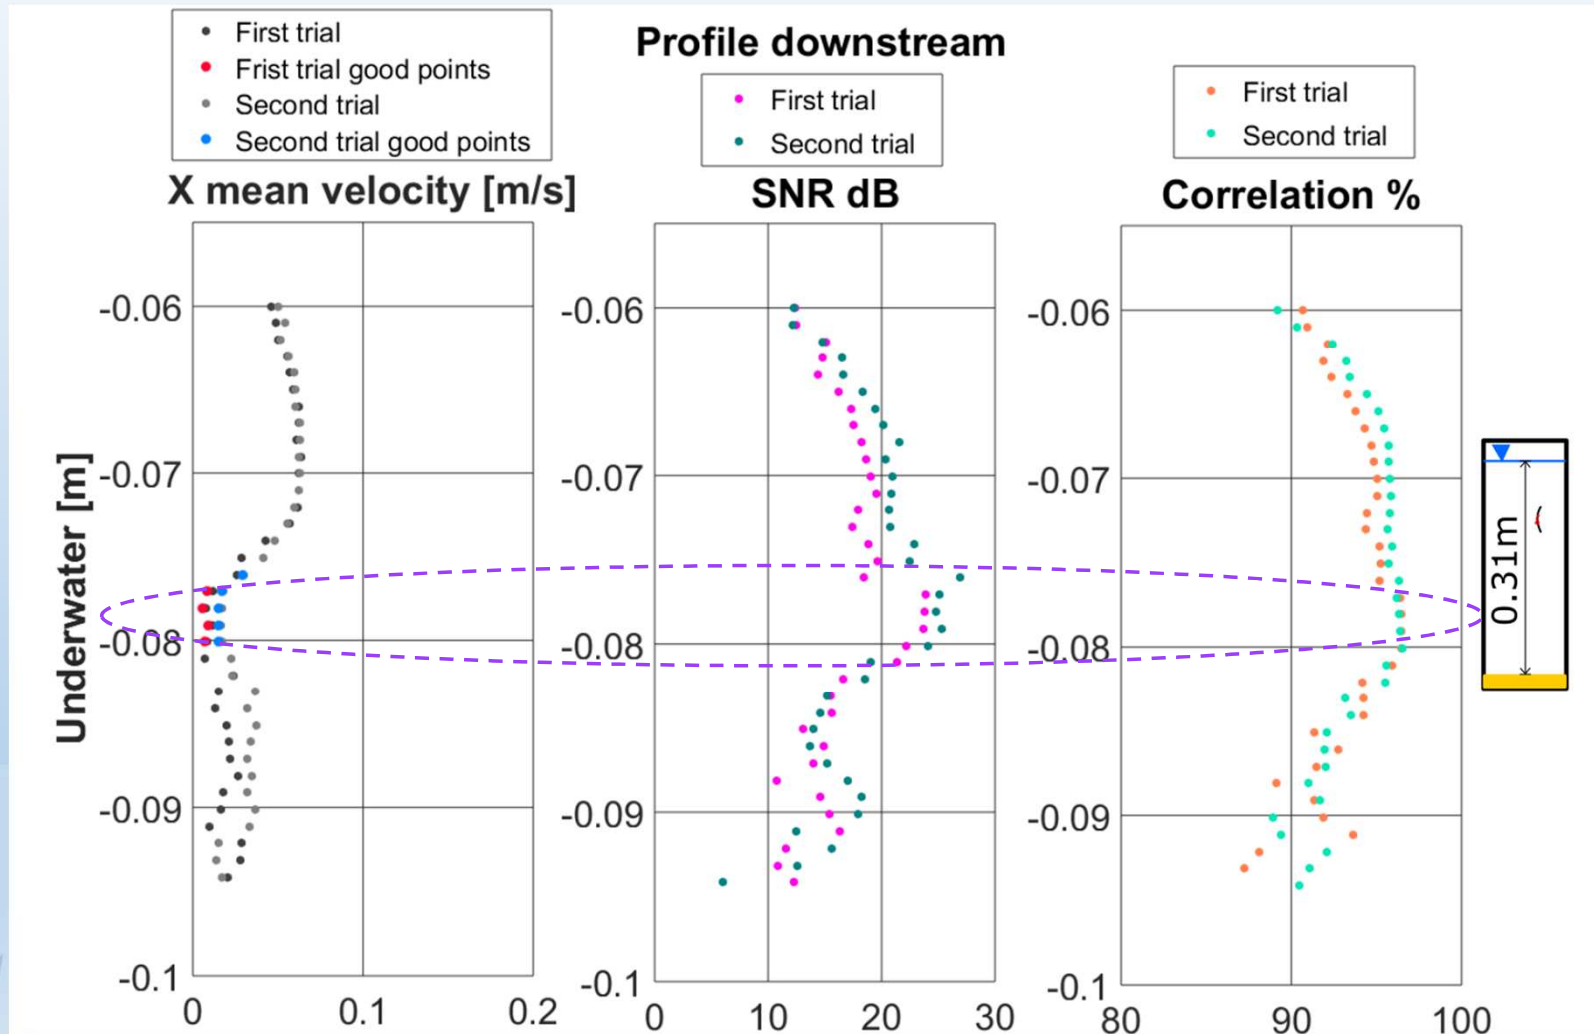 First trial
Frist trial good points
Second trial
Second trial good points
Profile downstream
First trial
Second trial
First trial
Second trial
X mean velocity [m/s]
SNR dB
Correlation %
Underwater [m]
-0.06
-0.07
-0.08
-0.09
-0.1
0
0.1
0.2
-0.06
-0.07
-0.08
-0.09
-0.1
0
10
20
30
-0.06
-0.07
-0.08
-0.09
-0.1
80
90
100
0.31m